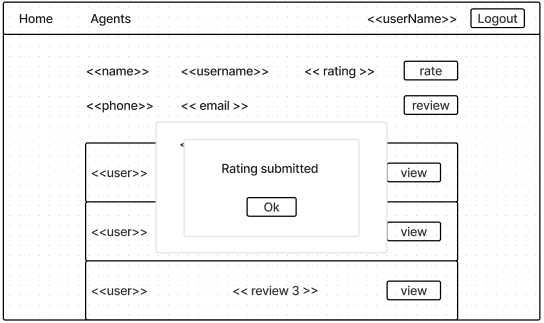 Home Agents <<userName>> Logout
<<name>> <<username>> << rating >> rate
<<phone>> << email >> review
<<user>> view
Rating submitted
Ok
<<user>> view
<<user>> << review 3 >> view